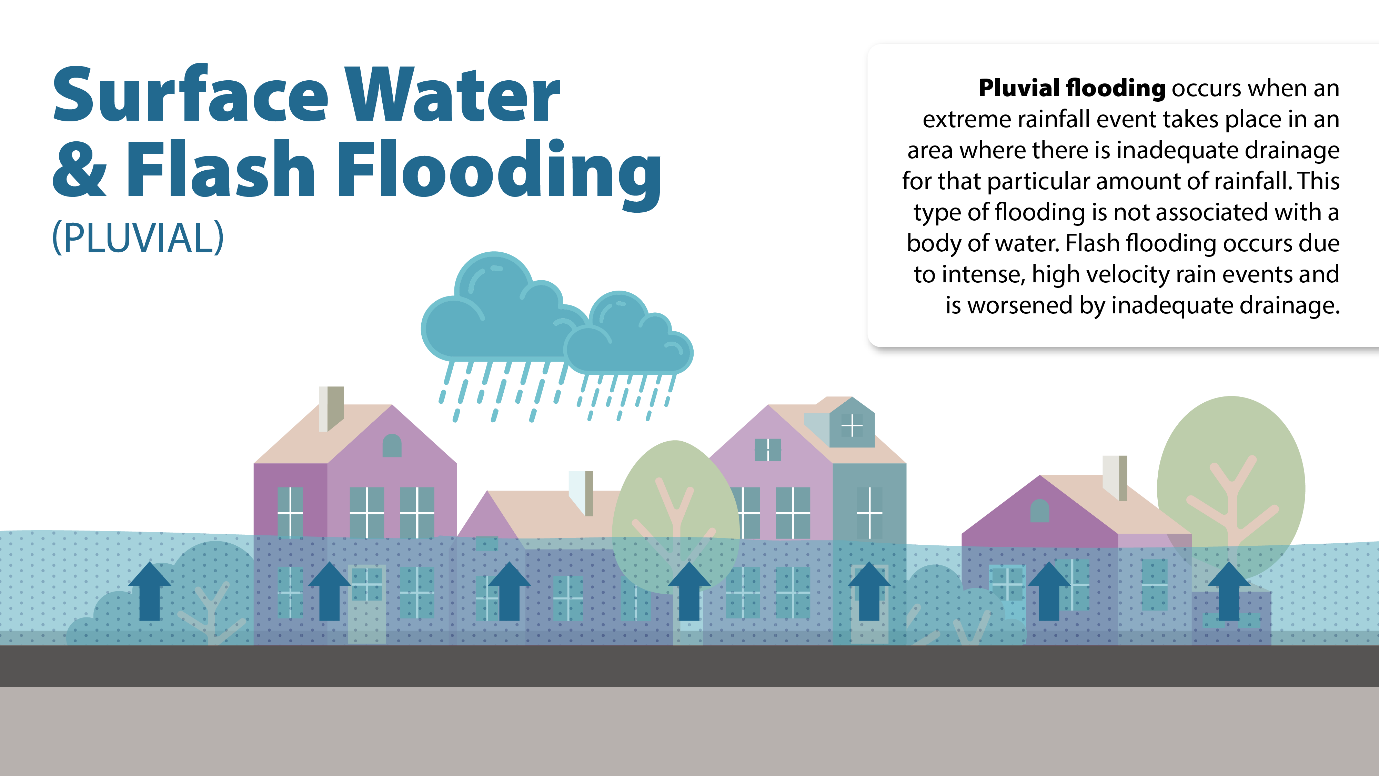 Surface Water
& Flash Flooding
(PLUVIAL)
Pluvial flooding occurs when an
extreme rainfall event takes place in an
area where there is inadequate drainage
for that particular amount of rainfall. This
type of flooding is not associated with a
body of water. Flash flooding occurs due
to intense, high velocity rain events and
is worsened by inadequate drainage.